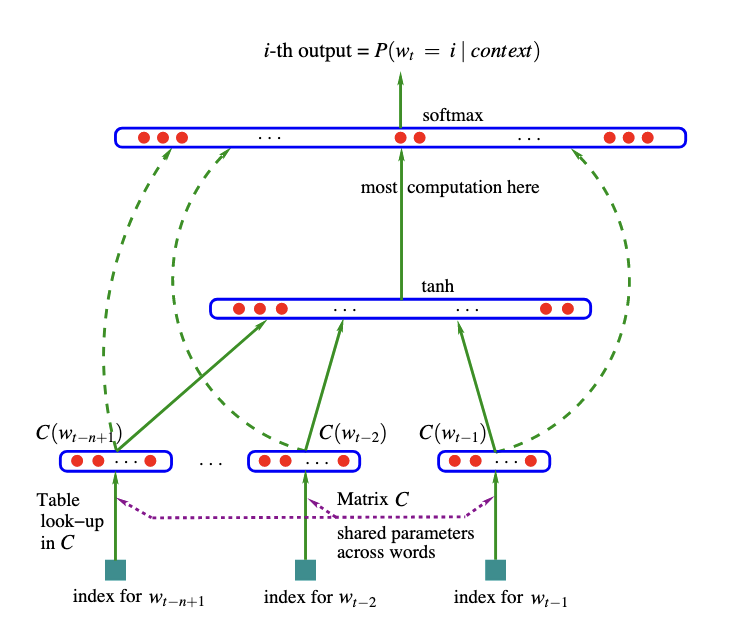 i-th output = P(w_t = i | context)
softmax
. . .
. . .
most computation here
tanh
. . .
. . .
C(w_{t−n+1})
C(w_{t−2})
C(w_{t−1})
. . .
. . .
. . .
. . .
Table
look−up
in C
Matrix C
shared parameters
across words
index for w_{t−n+1}
index for w_{t−2}
index for w_{t−1}